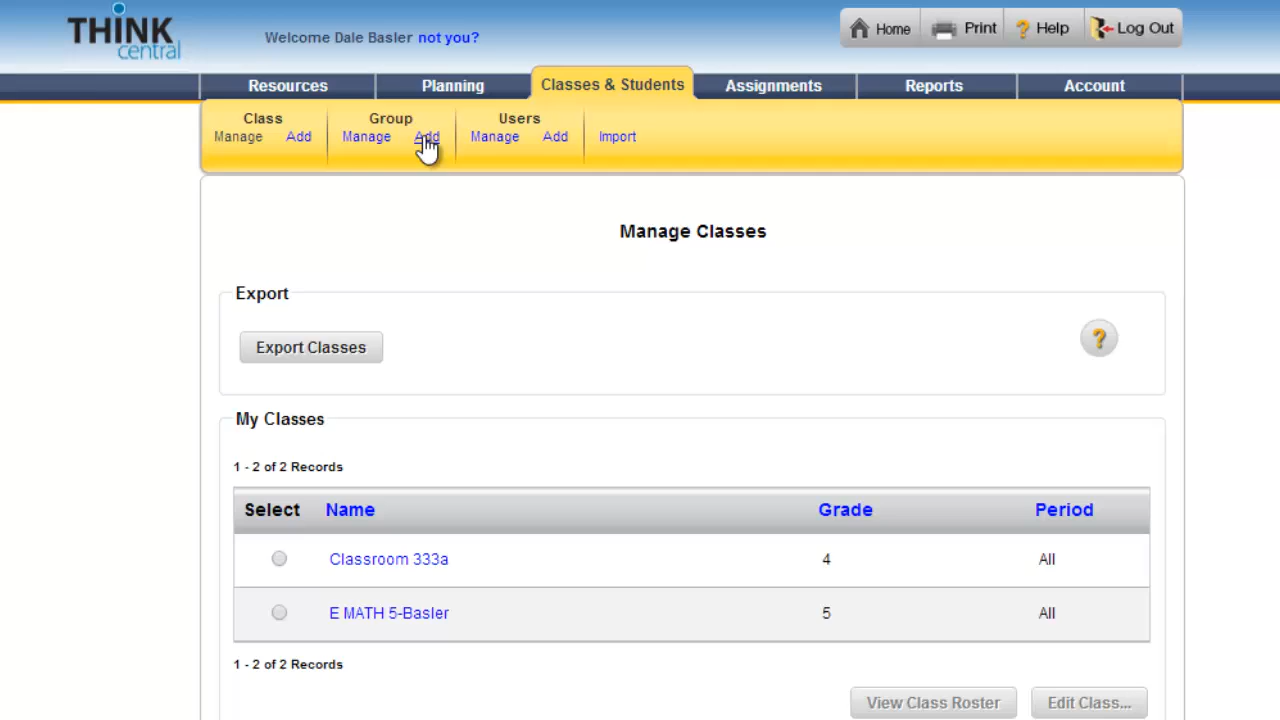 THINK central
Welcome Dale Basler not you?
Home Print ? Help Log Out
Resources Planning Classes & Students Assignments Reports Account
Class Group Users
Manage Add Manage Add Manage Add Import
Manage Classes
Export
Export Classes
?
My Classes
1 - 2 of 2 Records
Select Name Grade Period
Classroom 333a 4 All
E MATH 5-Basler 5 All
1 - 2 of 2 Records
View Class Roster Edit Class...